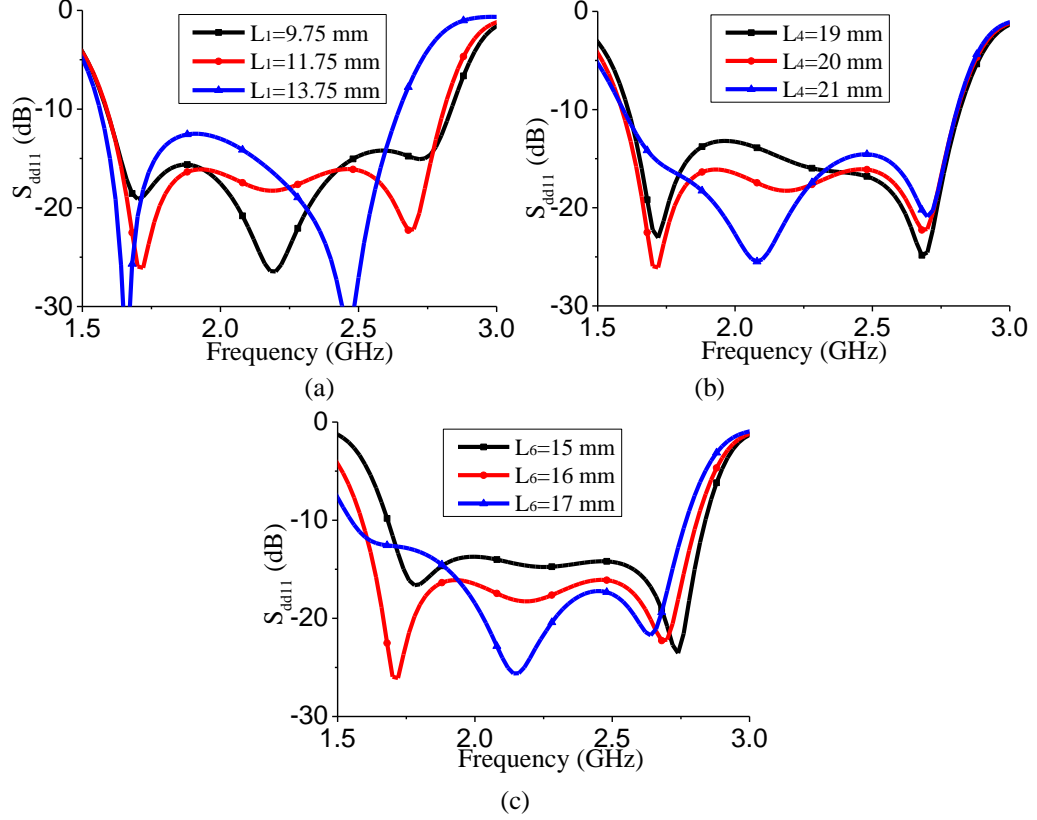 0
-10
-20
-30
S_dd11 (dB)
L₁=9.75 mm
L₁=11.75 mm
L₁=13.75 mm
1.5 2.0 2.5 3.0
Frequency (GHz)
(a)
0
-10
-20
-30
S_dd11 (dB)
L₄=19 mm
L₄=20 mm
L₄=21 mm
1.5 2.0 2.5 3.0
Frequency (GHz)
(b)
0
-10
-20
-30
S_dd11 (dB)
L₆=15 mm
L₆=16 mm
L₆=17 mm
1.5 2.0 2.5 3.0
Frequency (GHz)
(c)